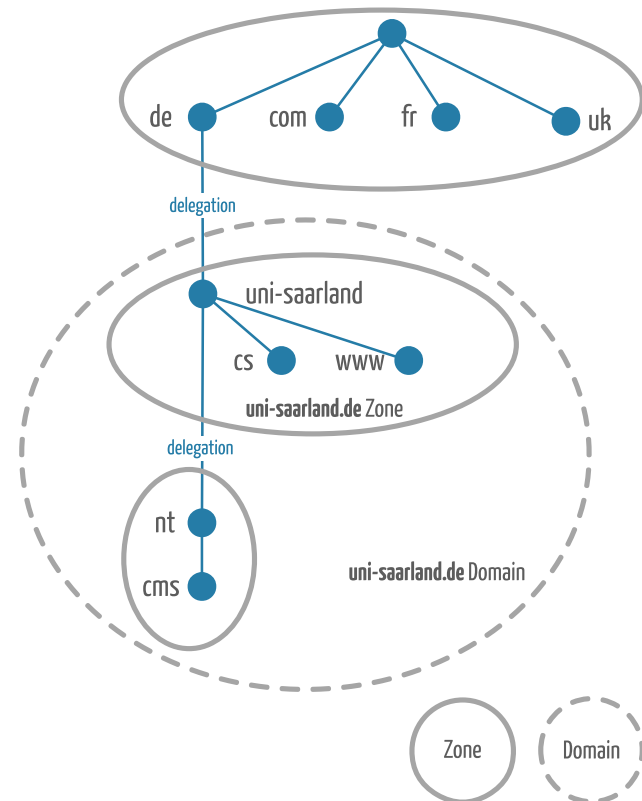 de
com
fr
uk
delegation
uni-saarland
cs
www
uni-saarland.de Zone
delegation
nt
uni-saarland.de Domain
cms
Zone
Domain